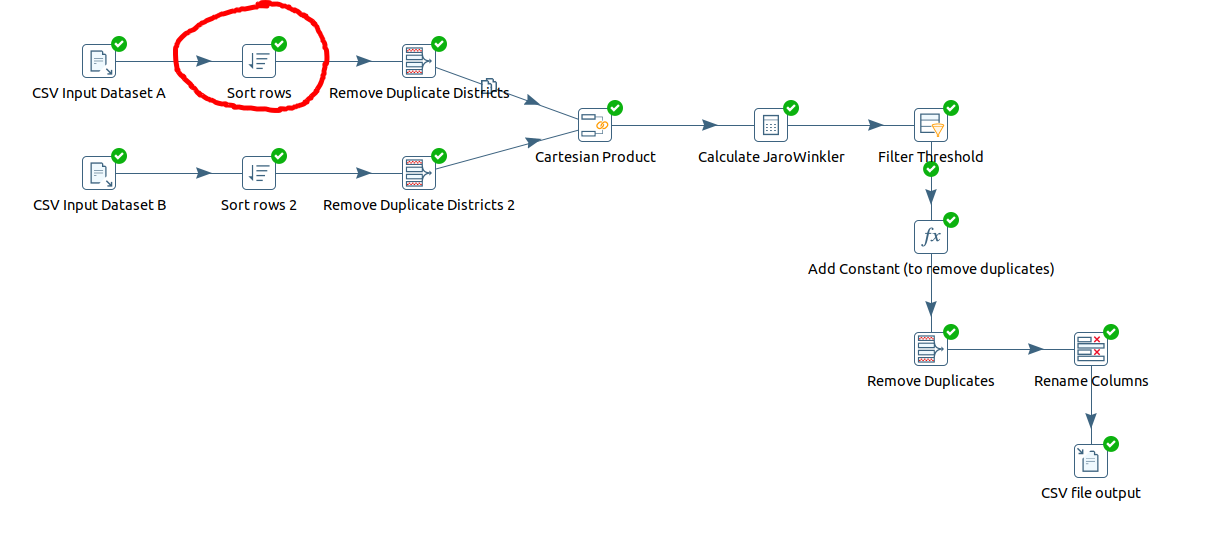 CSV Input Dataset A
Sort rows
Remove Duplicate Districts
CSV Input Dataset B
Sort rows 2
Remove Duplicate Districts 2
Cartesian Product
Calculate JaroWinkler
Filter Threshold
fx
Add Constant (to remove duplicates)
Remove Duplicates
Rename Columns
CSV file output